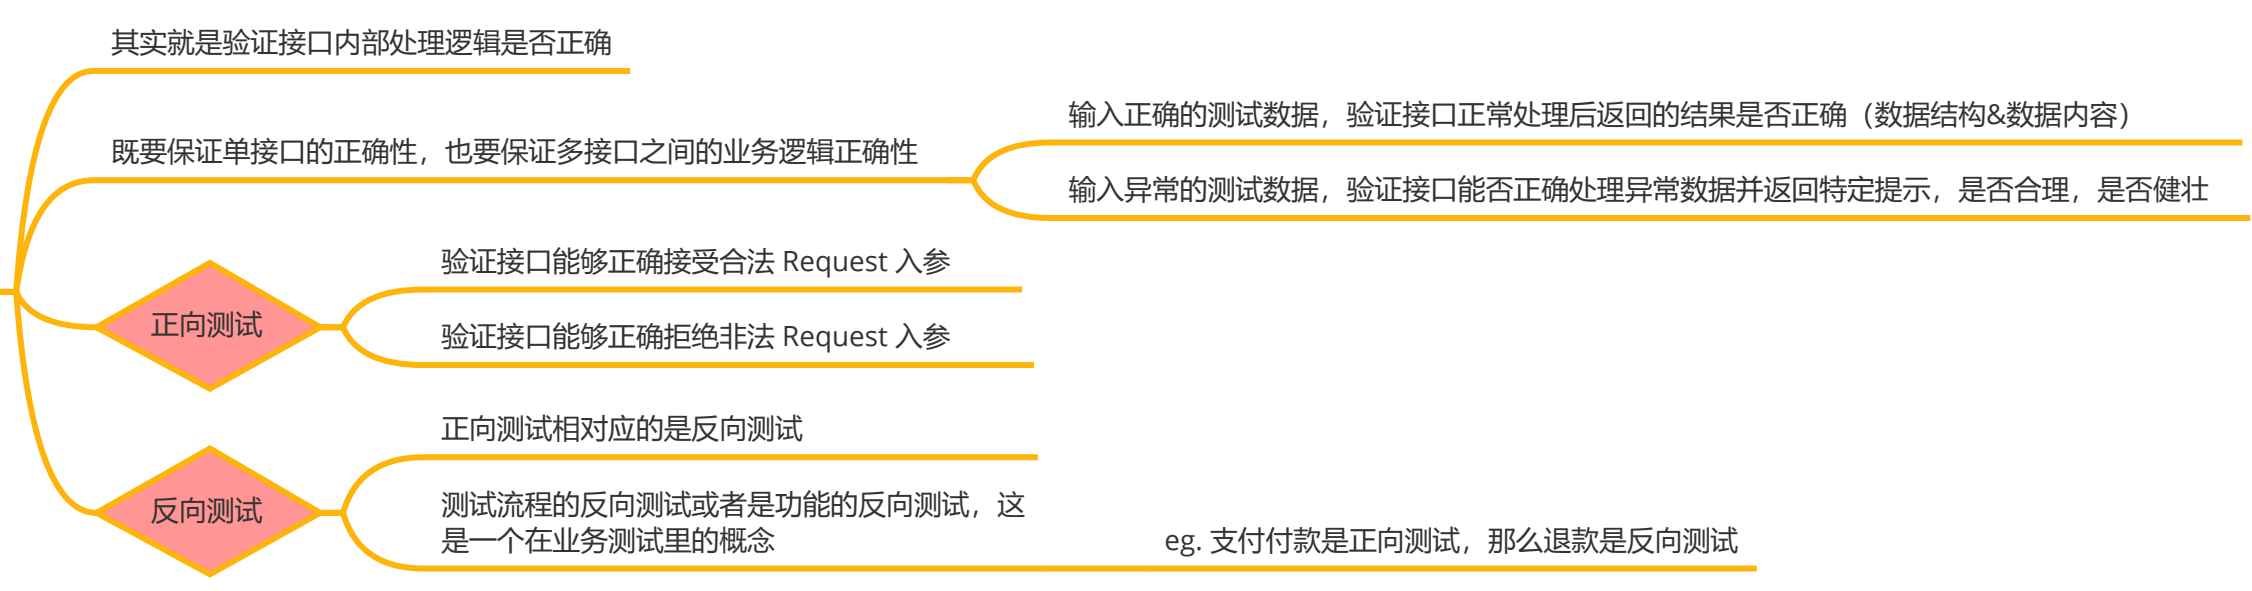 其实就是验证接口内部处理逻辑是否正确
既要保证单接口的正确性，也要保证多接口之间的业务逻辑正确性
输入正确的测试数据，验证接口正常处理后返回的结果是否正确（数据结构&数据内容）
输入异常的测试数据，验证接口能否正确处理异常数据并返回特定提示，是否合理，是否健壮
正向测试
验证接口能够正确接受合法 Request 入参
验证接口能够正确拒绝非法 Request 入参
反向测试
正向测试相对应的是反向测试
测试流程的反向测试或者是功能的反向测试，这
是一个在业务测试里的概念
eg. 支付付款是正向测试，那么退款是反向测试